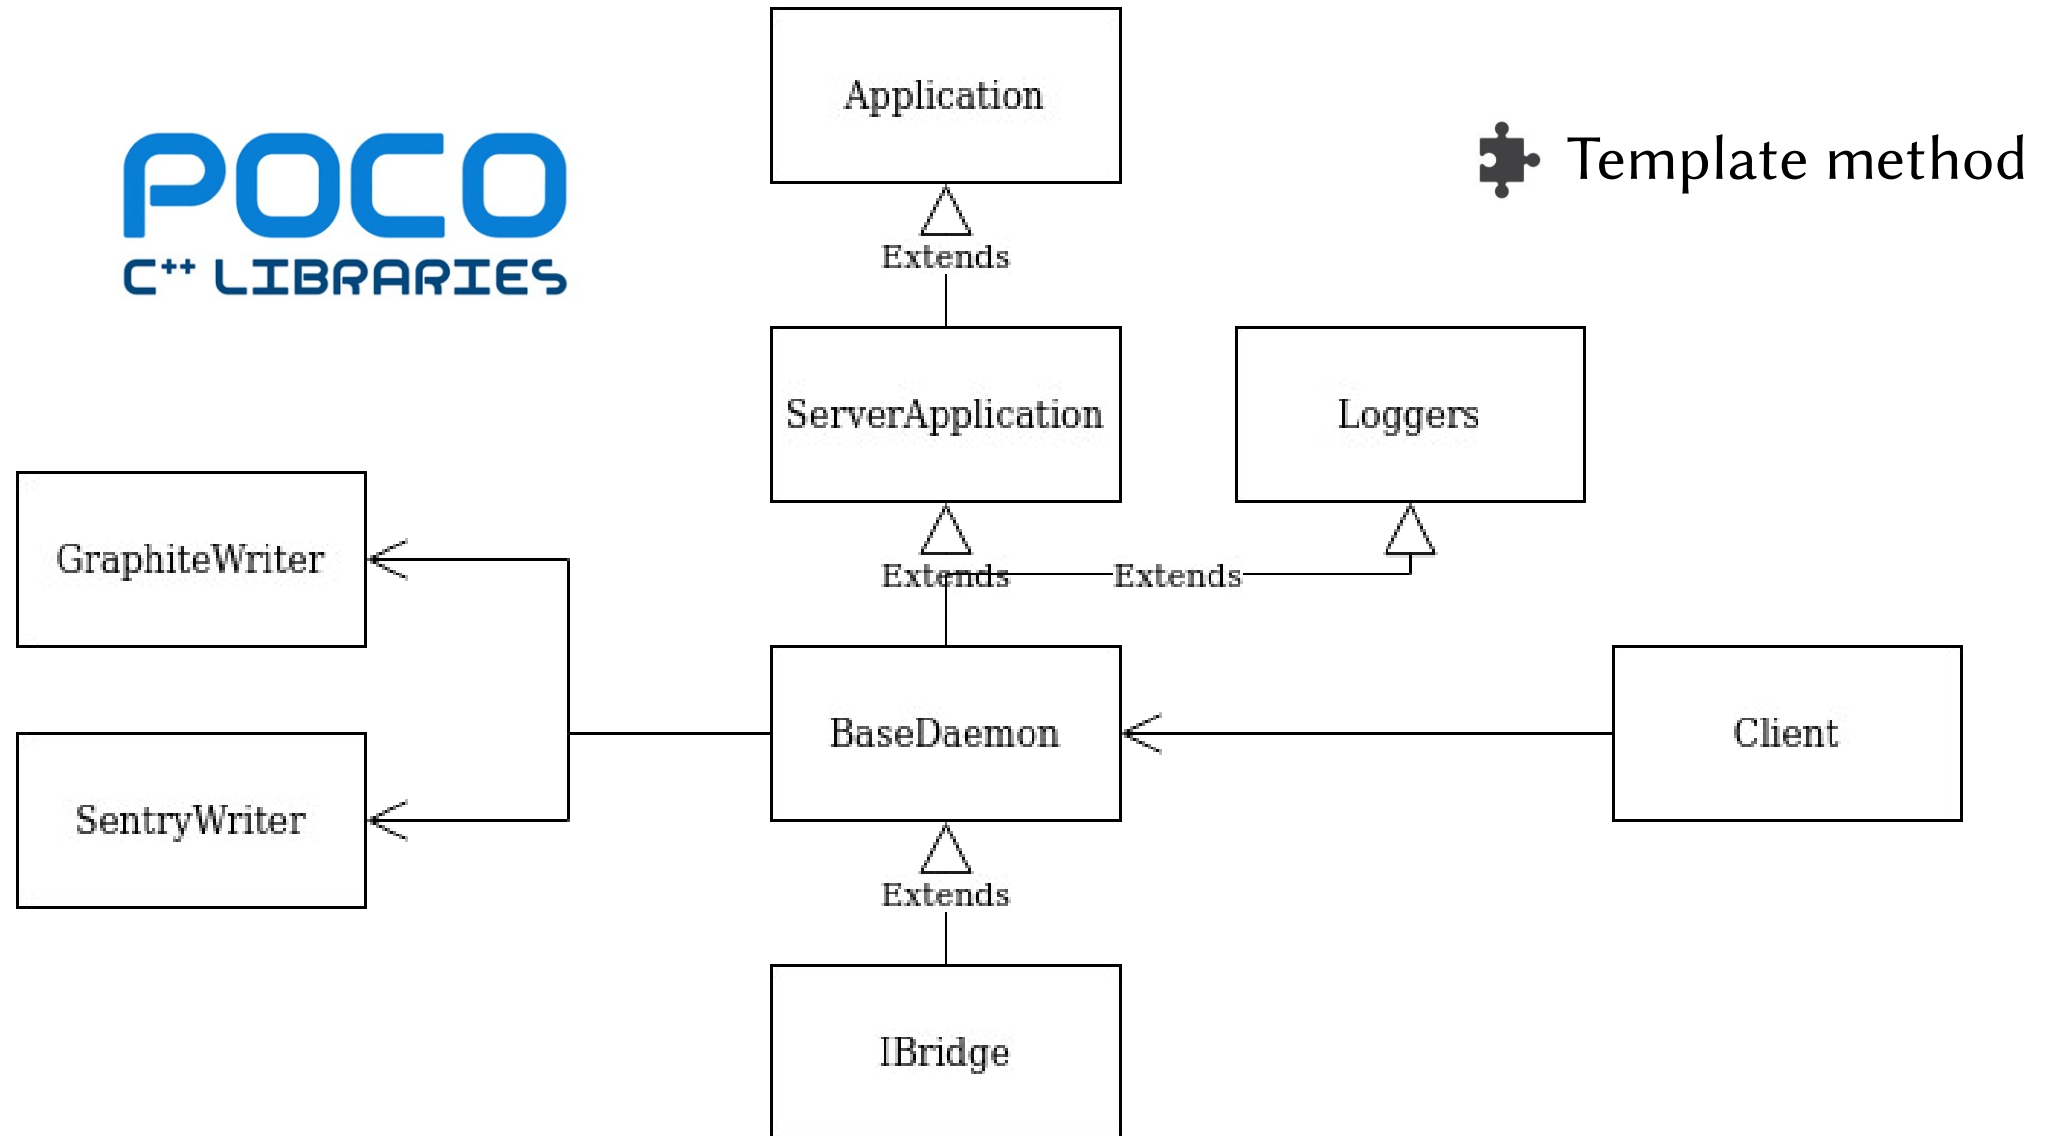 Application
POCO
C++ LIBRARIES
Template method
Extends
ServerApplication
Loggers
GraphiteWriter
Extends
Extends
BaseDaemon
Client
SentryWriter
Extends
IBridge